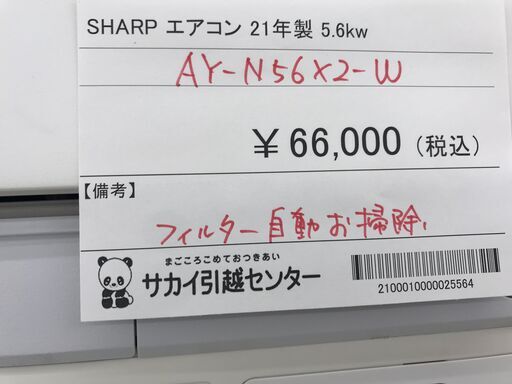 SHARP エアコン 21年製 5.6kw
AY-N56X2-W
￥66,000（税込）
【備考】
フィルター自動お掃除、
まごころこめておつきあい
サカイ引越センター
2100010000025564